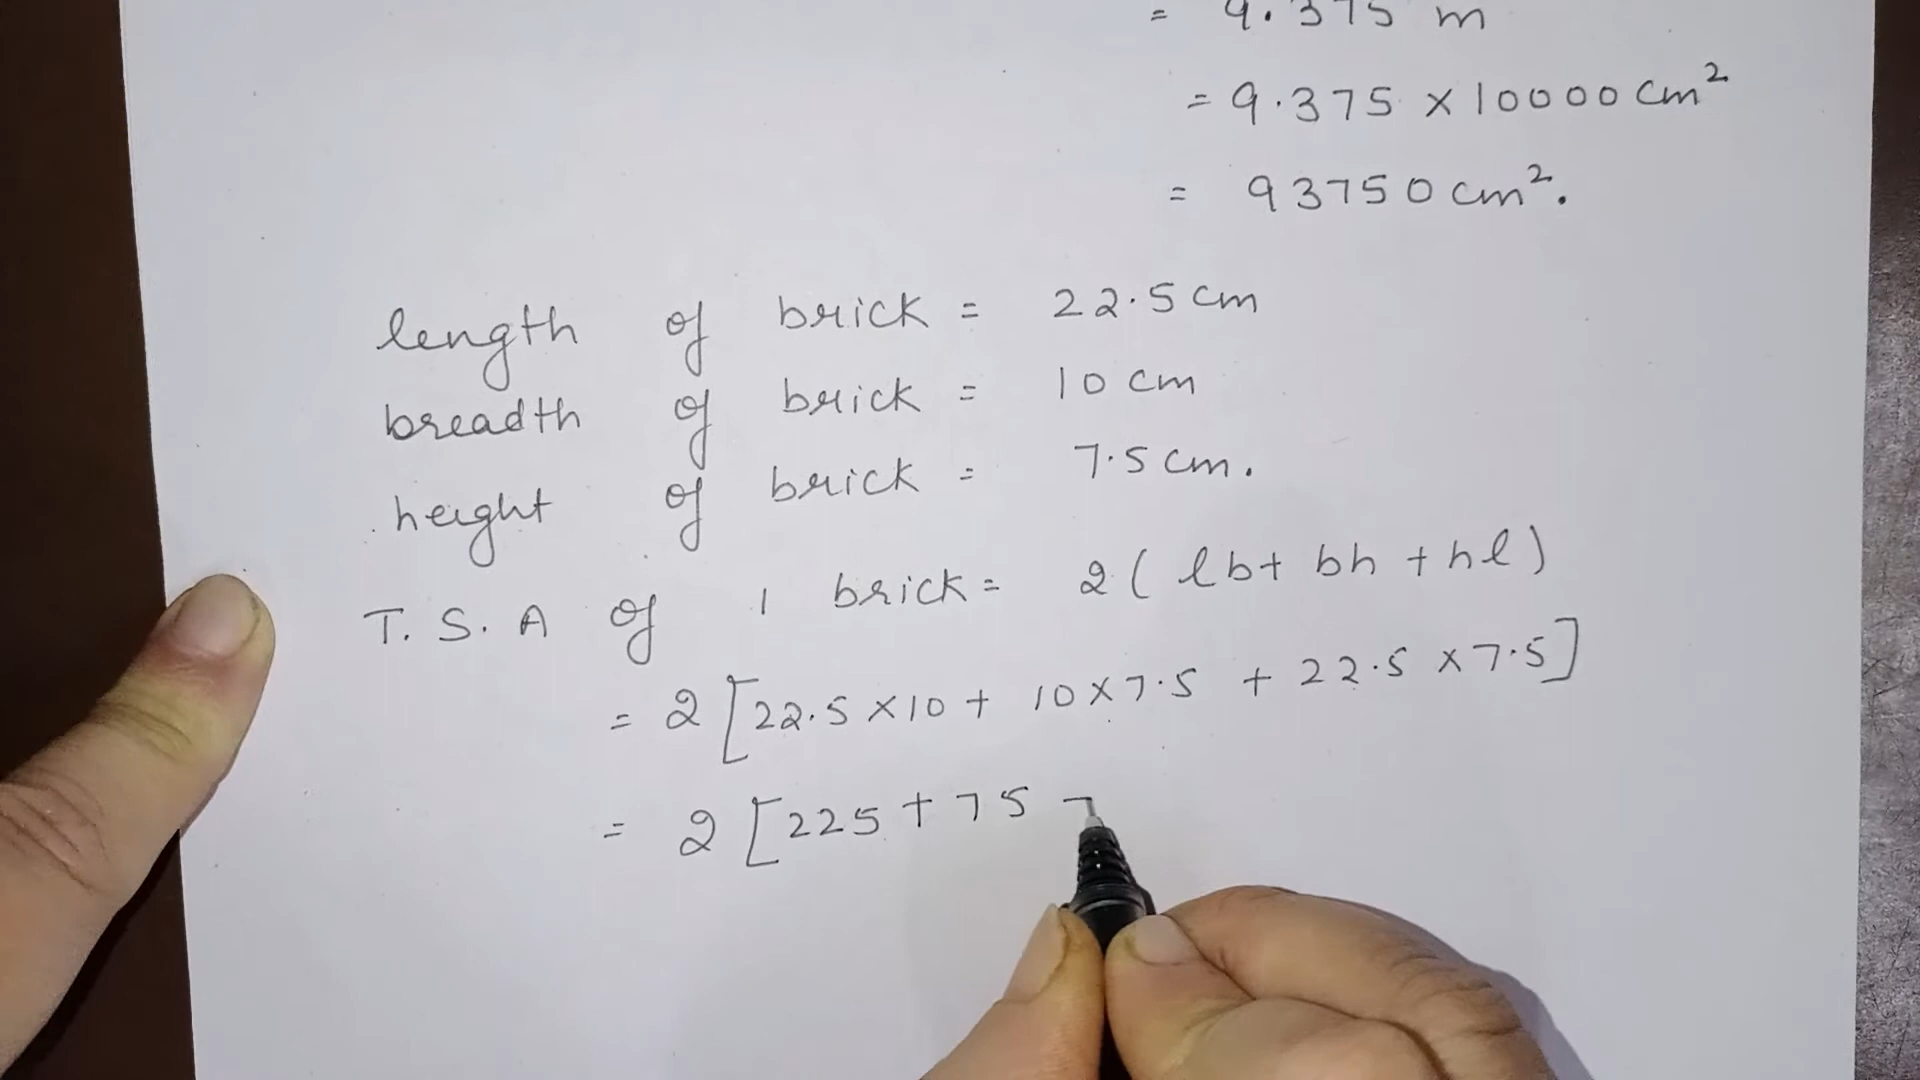 = 9.375 m
= 9.375 × 10000 cm²
= 93750 cm².
length of brick = 22.5 cm
breadth of brick = 10 cm
height of brick = 7.5 cm.
T. S. A of 1 brick = 2 ( lb + bh + hl )
= 2 [ 22.5 × 10 + 10 × 7.5 + 22.5 × 7.5 ]
= 2 [ 225 + 75